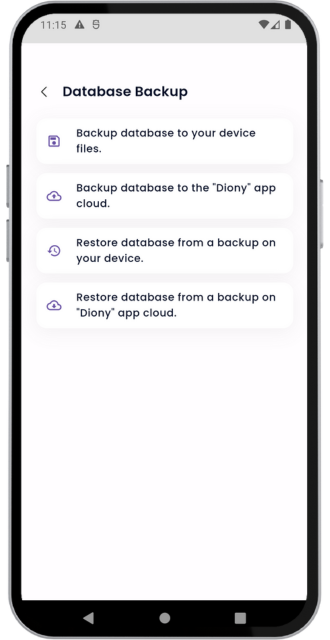 11:15
Database Backup
Backup database to your device
files.
Backup database to the "Diony" app
cloud.
Restore database from a backup on
your device.
Restore database from a backup on
"Diony" app cloud.